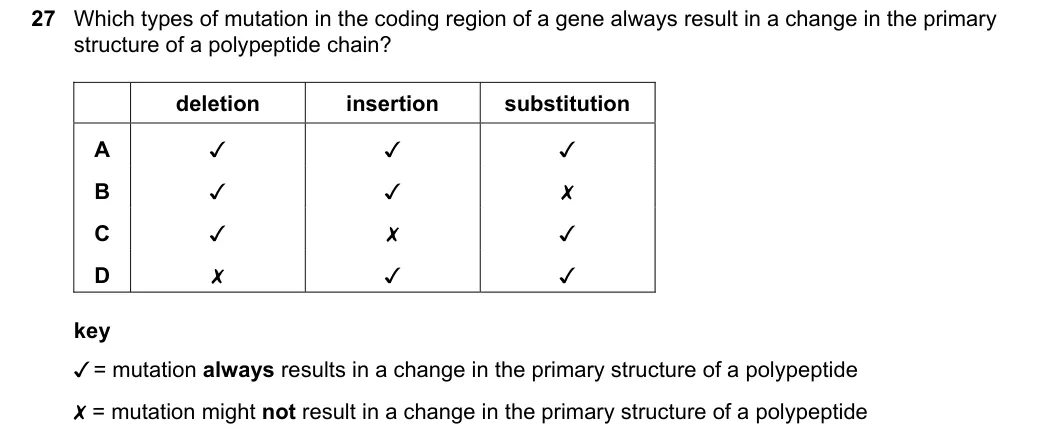 27 Which types of mutation in the coding region of a gene always result in a change in the primary
structure of a polypeptide chain?
deletion insertion substitution
A ✓ ✓ ✓
B ✓ ✓ ✗
C ✓ ✗ ✓
D ✗ ✓ ✓
key
✓ = mutation always results in a change in the primary structure of a polypeptide
✗ = mutation might not result in a change in the primary structure of a polypeptide